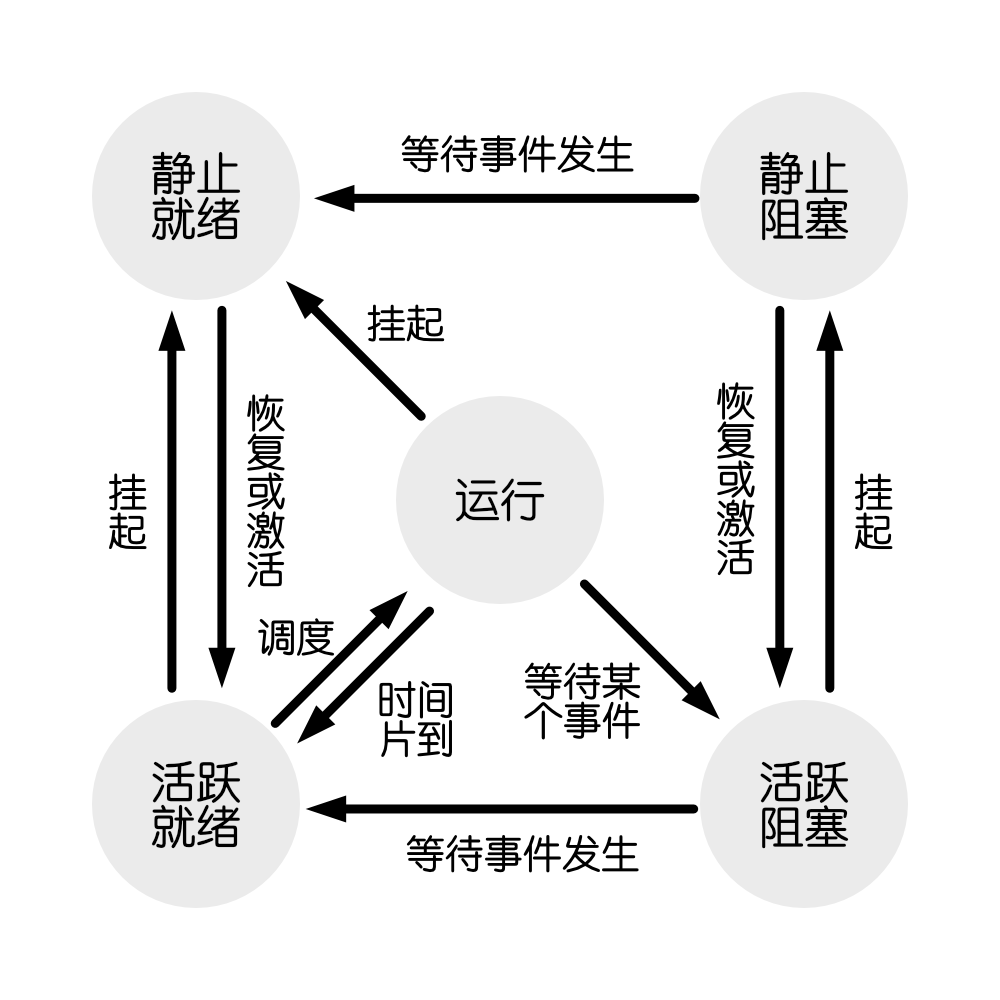 等待事件发生
静止
就绪
静止
阻塞
挂起
恢复或激活
恢复或激活
挂起
挂起
运行
调度
时间
片到
等待某
个事件
活跃
就绪
活跃
阻塞
等待事件发生